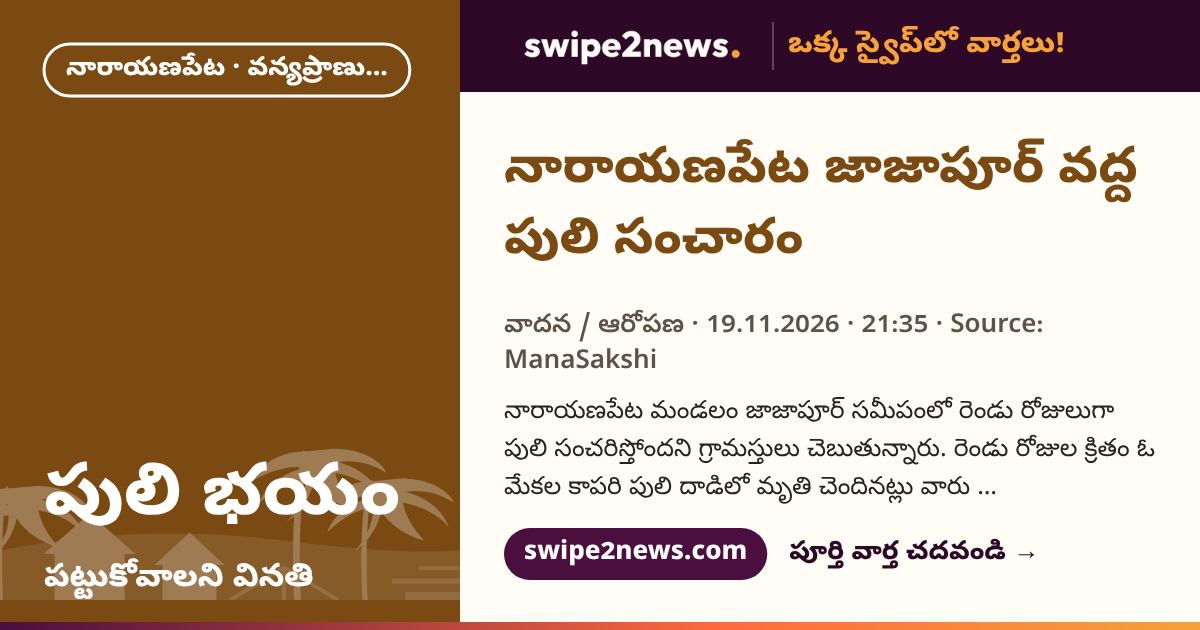 నారాయణపేట · వన్యప్రాణు...
పులి భయం
పట్టుకోవాలని వినతి
swipe2news.
ఒక్క స్వైప్‌లో వార్తలు!
నారాయణపేట జాజాపూర్ వద్ద
పులి సంచారం
వాదన / ఆరోపణ · 19.11.2026 · 21:35 · Source:
ManaSakshi
నారాయణపేట మండలం జాజాపూర్ సమీపంలో రెండు రోజులుగా
పులి సంచరిస్తోందని గ్రామస్తులు చెబుతున్నారు. రెండు రోజుల క్రితం ఓ
మేకల కాపరి పులి దాడిలో మృతి చెందినట్లు వారు ...
swipe2news.com
పూర్తి వార్త చదవండి →